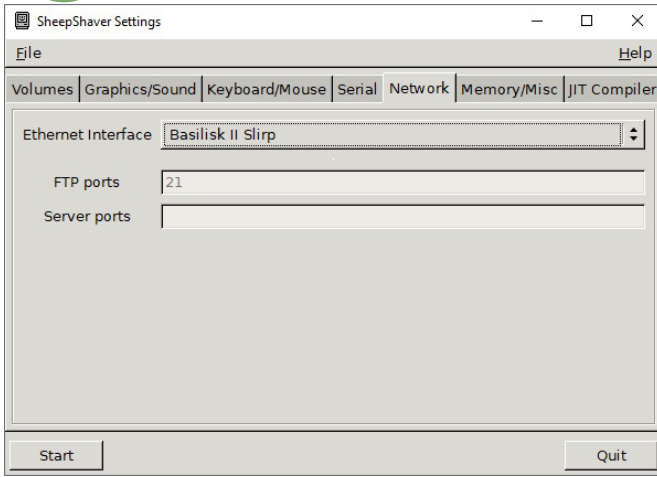 SheepShaver Settings
File Help
Volumes Graphics/Sound Keyboard/Mouse Serial Network Memory/Misc JIT Compiler
Ethernet Interface Basilisk II Slirp
FTP ports 21
Server ports
Start Quit